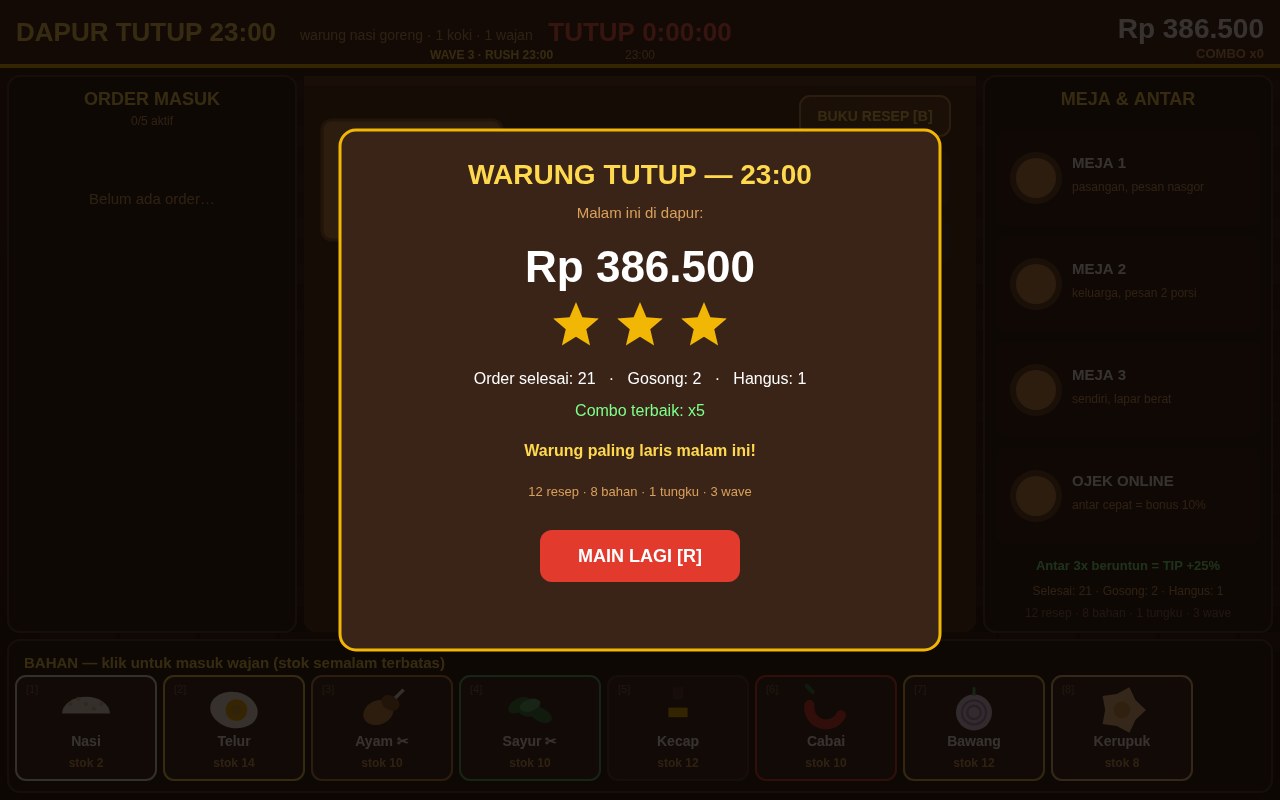 DAPUR TUTUP 23:00
warung nasi goreng · 1 koki · 1 wajan
TUTUP 0:00:00
WAVE 3 · RUSH 23:00
23:00
Rp 386.500
COMBO x0
ORDER MASUK
0/5 aktif
Belum ada order…
BUKU RESEP [B]
WARUNG TUTUP — 23:00
Malam ini di dapur:
Rp 386.500
Order selesai: 21 · Gosong: 2 · Hangus: 1
Combo terbaik: x5
Warung paling laris malam ini!
12 resep · 8 bahan · 1 tungku · 3 wave
MAIN LAGI [R]
MEJA & ANTAR
MEJA 1
pasangan, pesan nasgor
MEJA 2
keluarga, pesan 2 porsi
MEJA 3
sendiri, lapar berat
OJEK ONLINE
antar cepat = bonus 10%
Antar 3x beruntun = TIP +25%
Selesai: 21 · Gosong: 2 · Hangus: 1
12 resep · 8 bahan · 1 tungku · 3 wave
BAHAN — klik untuk masuk wajan (stok semalam terbatas)
[1]
Nasi
stok 2
[2]
Telur
stok 14
[3]
Ayam ✂
stok 10
[4]
Sayur ✂
stok 10
[5]
Kecap
stok 12
[6]
Cabai
stok 10
[7]
Bawang
stok 12
[8]
Kerupuk
stok 8